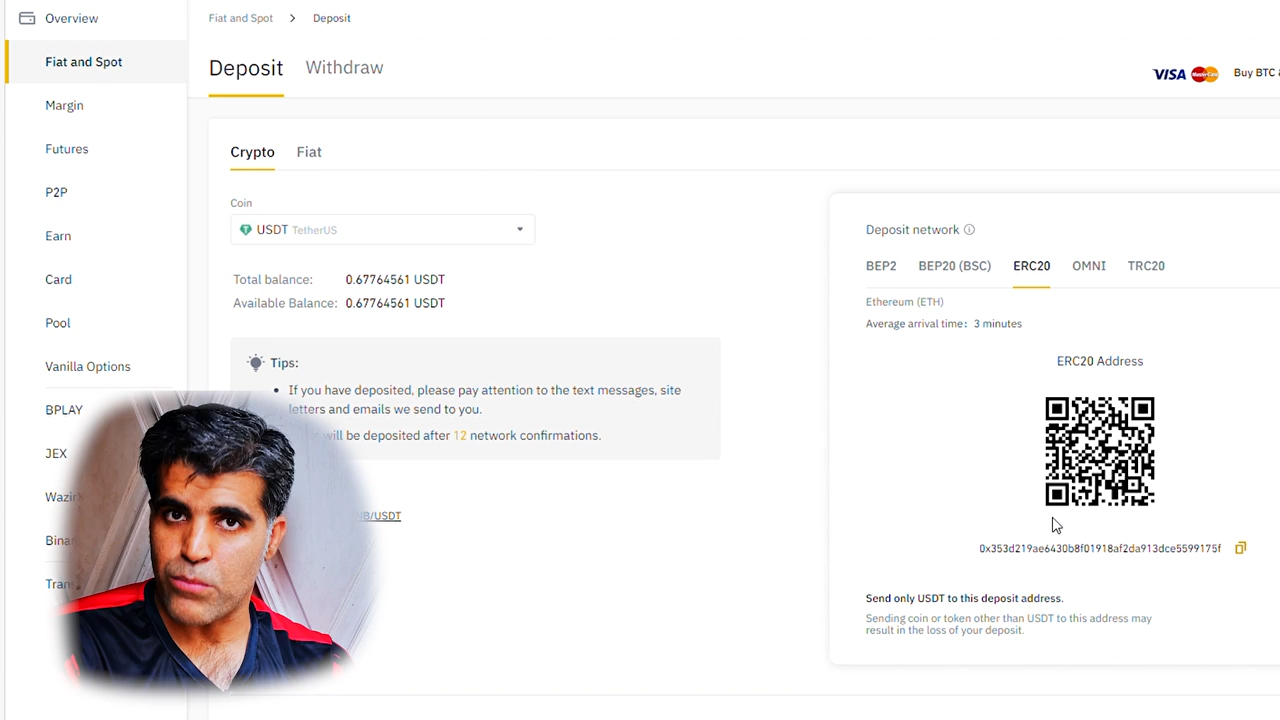 Overview
Fiat and Spot
Margin
Futures
P2P
Earn
Card
Pool
Vanilla Options
BPLAY
JEX
Fiat and Spot > Deposit
Deposit Withdraw
VISA MasterCard Buy BTC &
Crypto Fiat
Coin
USDT TetherUS
Total balance: 0.67764561 USDT
Available Balance: 0.67764561 USDT
Tips:
• If you have deposited, please pay attention to the text messages, site
letters and emails we send to you.
will be deposited after 12 network confirmations.
/USDT
Deposit network
BEP2 BEP20 (BSC) ERC20 OMNI TRC20
Ethereum (ETH)
Average arrival time: 3 minutes
ERC20 Address
0x353d219ae6430b8f01918af2da913dce5599175f
Send only USDT to this deposit address.
Sending coin or token other than USDT to this address may
result in the loss of your deposit.